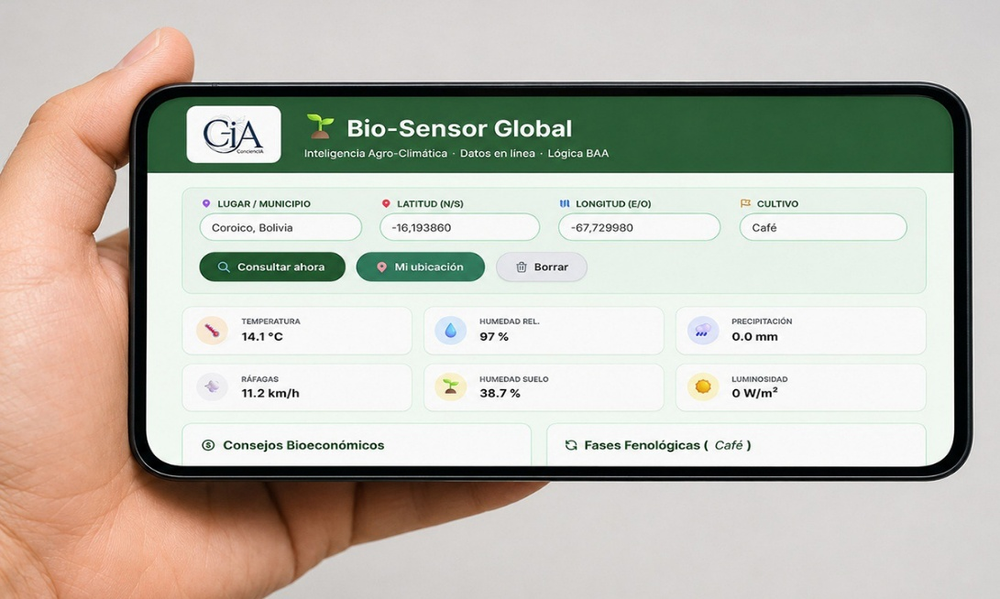 GiA
ConcienciA
Bio-Sensor Global
Inteligencia Agro-Climática · Datos en línea · Lógica BAA
LUGAR / MUNICIPIO
LATITUD (N/S)
LONGITUD (E/O)
CULTIVO
Coroico, Bolivia
-16,193860
-67,729980
Café
Consultar ahora
Mi ubicación
Borrar
TEMPERATURA
14.1 °C
HUMEDAD REL.
97 %
PRECIPITACIÓN
0.0 mm
RÁFAGAS
11.2 km/h
HUMEDAD SUELO
38.7 %
LUMINOSIDAD
0 W/m²
Consejos Bioeconómicos
Fases Fenológicas ( Café )